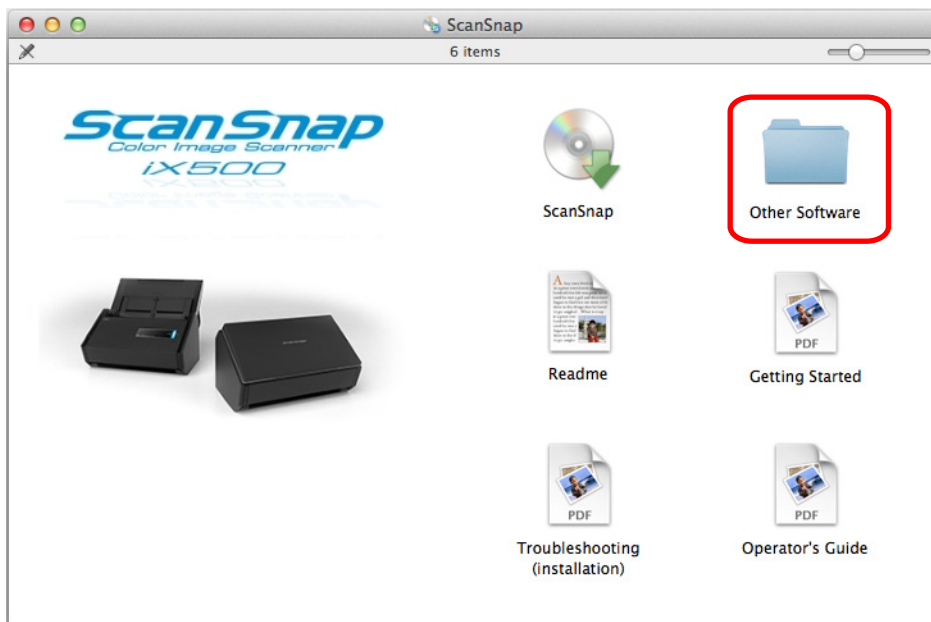 ScanSnap
6 items
ScanSnap
Color Image Scanner
iX500
ScanSnap
Other Software
Readme
PDF
Getting Started
PDF
Troubleshooting
(installation)
PDF
Operator's Guide